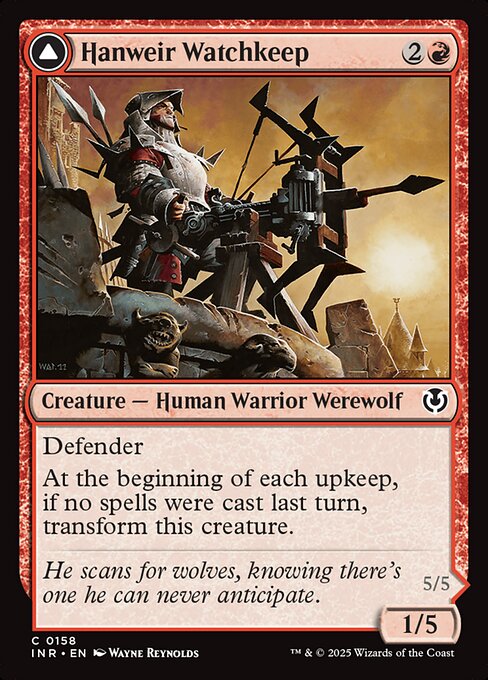 Hanweir Watchkeep 2
WAR·12
Creature — Human Warrior Werewolf
Defender
At the beginning of each upkeep,
if no spells were cast last turn,
transform this creature.
He scans for wolves, knowing there's
one he can never anticipate.
5/5
1/5
C 0158
INR • EN Wayne Reynolds
™ & © 2025 Wizards of the Coast